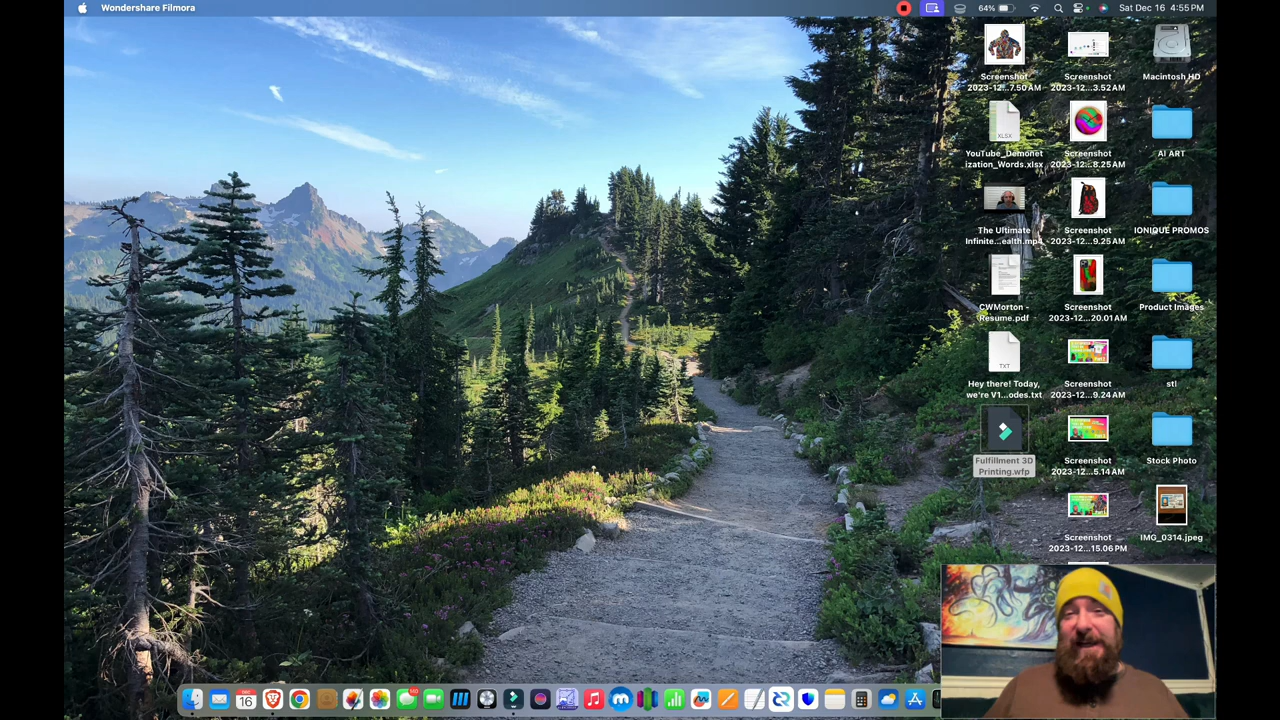 Wondershare Filmora
64%
Sat Dec 16 4:55 PM
Screenshot
2023-12...7.50 AM
Screenshot
2023-12...3.52 AM
Macintosh HD
XLSX
YouTube_Demonet
ization_Words.xlsx
Screenshot
2023-12...8.25 AM
AI ART
The Ultimate
Infinite...ealth.mp4
Screenshot
2023-12...9.25 AM
IONIQUE PROMOS
CWMorton -
Resume.pdf
Screenshot
2023-12...20.01 AM
Product Images
TXT
Hey there! Today,
we're V1...odes.txt
Screenshot
2023-12...9.24 AM
stl
Fulfillment 3D
Printing.wfp
Screenshot
2023-12...5.14 AM
Stock Photo
Screenshot
2023-12...15.06 PM
IMG_0314.jpeg
16